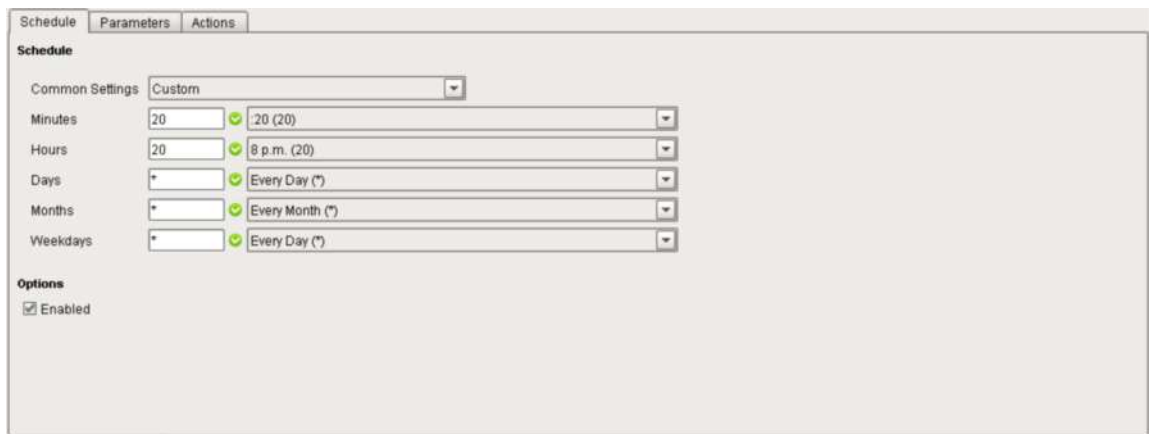 Schedule Parameters Actions
Schedule
Common Settings Custom
Minutes 20 :20 (20)
Hours 20 8 p.m. (20)
Days * Every Day (*)
Months * Every Month (*)
Weekdays * Every Day (*)
Options
Enabled